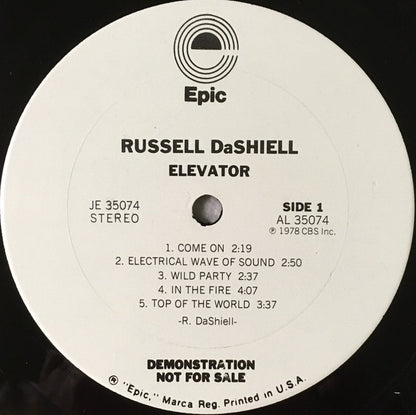 Epic
RUSSELL DaSHIELL
ELEVATOR
JE 35074
STEREO
SIDE 1
AL 35074
℗ 1978 CBS Inc.
1. COME ON 2:19
2. ELECTRICAL WAVE OF SOUND 2:50
3. WILD PARTY 2:37
4. IN THE FIRE 4:07
5. TOP OF THE WORLD 3:37
-R. DaShiell-
DEMONSTRATION
NOT FOR SALE
® "Epic," Marca Reg. Printed in U.S.A.